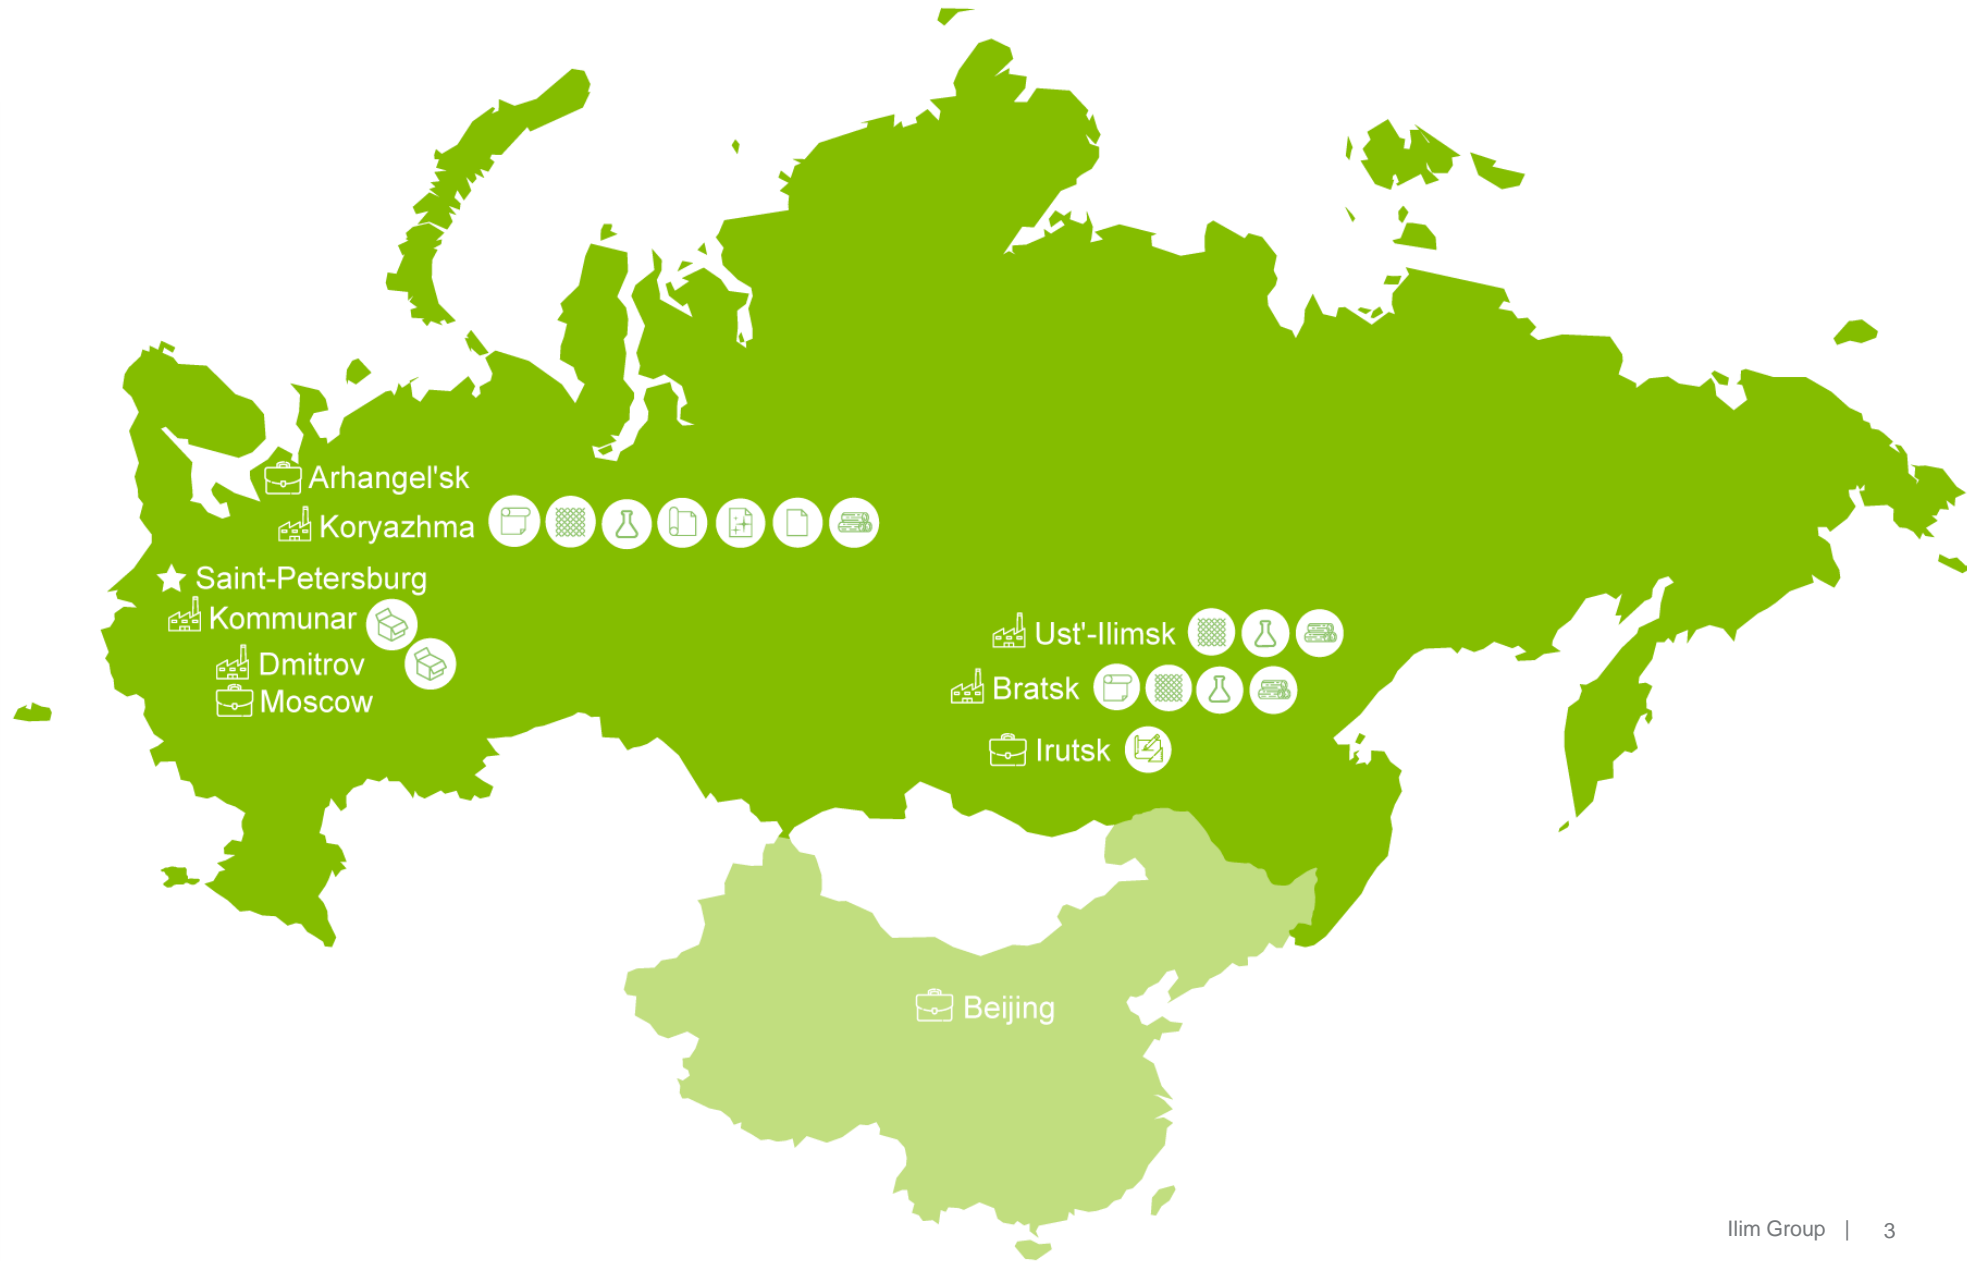 Arhangel'sk
Koryazhma
Saint-Petersburg
Kommunar
Dmitrov
Moscow
Ust'-Ilimsk
Bratsk
Irutsk
Beijing
Ilim Group | 3